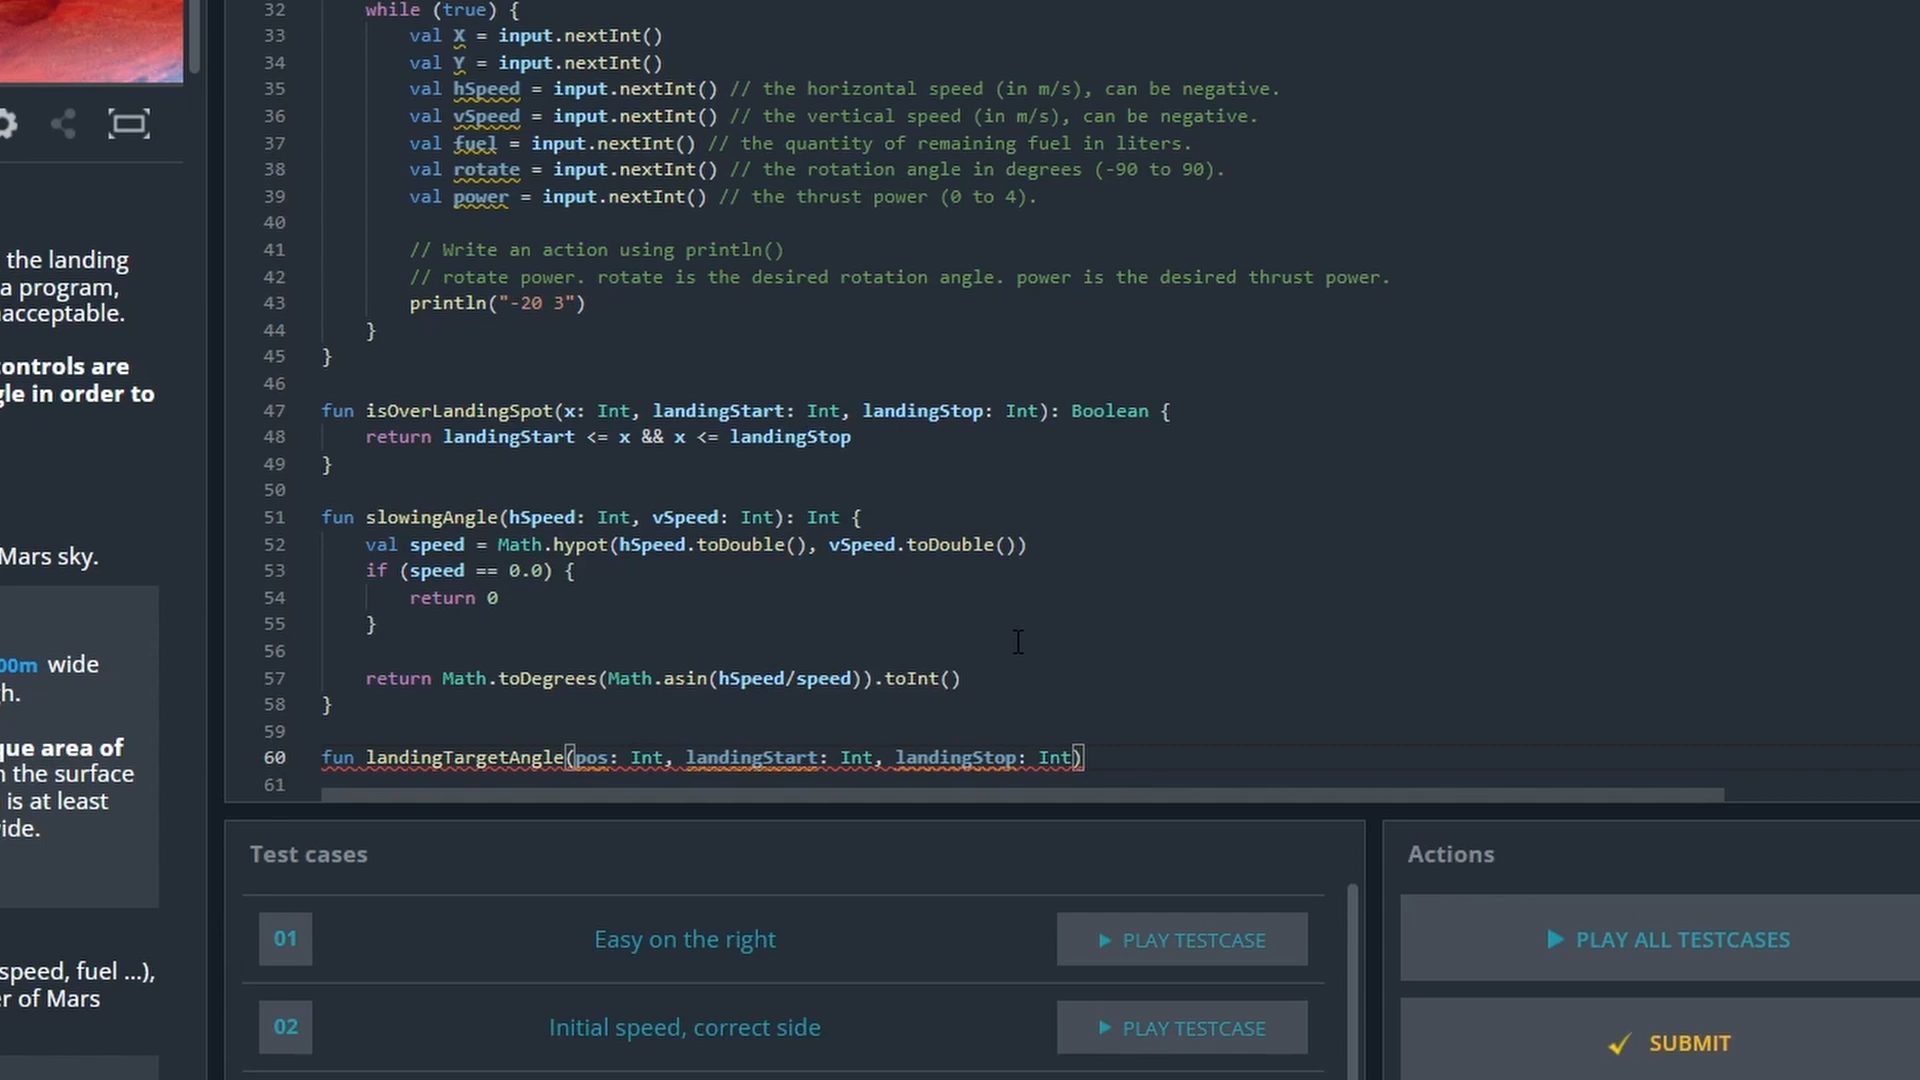 32 while (true) {
33 val X = input.nextInt()
34 val Y = input.nextInt()
35 val hSpeed = input.nextInt() // the horizontal speed (in m/s), can be negative.
36 val vSpeed = input.nextInt() // the vertical speed (in m/s), can be negative.
37 val fuel = input.nextInt() // the quantity of remaining fuel in liters.
38 val rotate = input.nextInt() // the rotation angle in degrees (-90 to 90).
39 val power = input.nextInt() // the thrust power (0 to 4).
40
41 // Write an action using println()
42 // rotate power. rotate is the desired rotation angle. power is the desired thrust power.
43 println("-20 3")
44 }
45 }
46
47 fun isOverLandingSpot(x: Int, landingStart: Int, landingStop: Int): Boolean {
48 return landingStart <= x && x <= landingStop
49 }
50
51 fun slowingAngle(hSpeed: Int, vSpeed: Int): Int {
52 val speed = Math.hypot(hSpeed.toDouble(), vSpeed.toDouble())
53 if (speed == 0.0) {
54 return 0
55 }
56
57 return Math.toDegrees(Math.asin(hSpeed/speed)).toInt()
58 }
59
60 fun landingTargetAngle(pos: Int, landingStart: Int, landingStop: Int)
61
the landing
a program,
nacceptable.
controls are
gle in order to
Mars sky.
00m wide
gh.
que area of
n the surface
is at least
ride.
speed, fuel ...),
er of Mars
Test cases
01 Easy on the right PLAY TESTCASE
02 Initial speed, correct side PLAY TESTCASE
Actions
PLAY ALL TESTCASES
SUBMIT